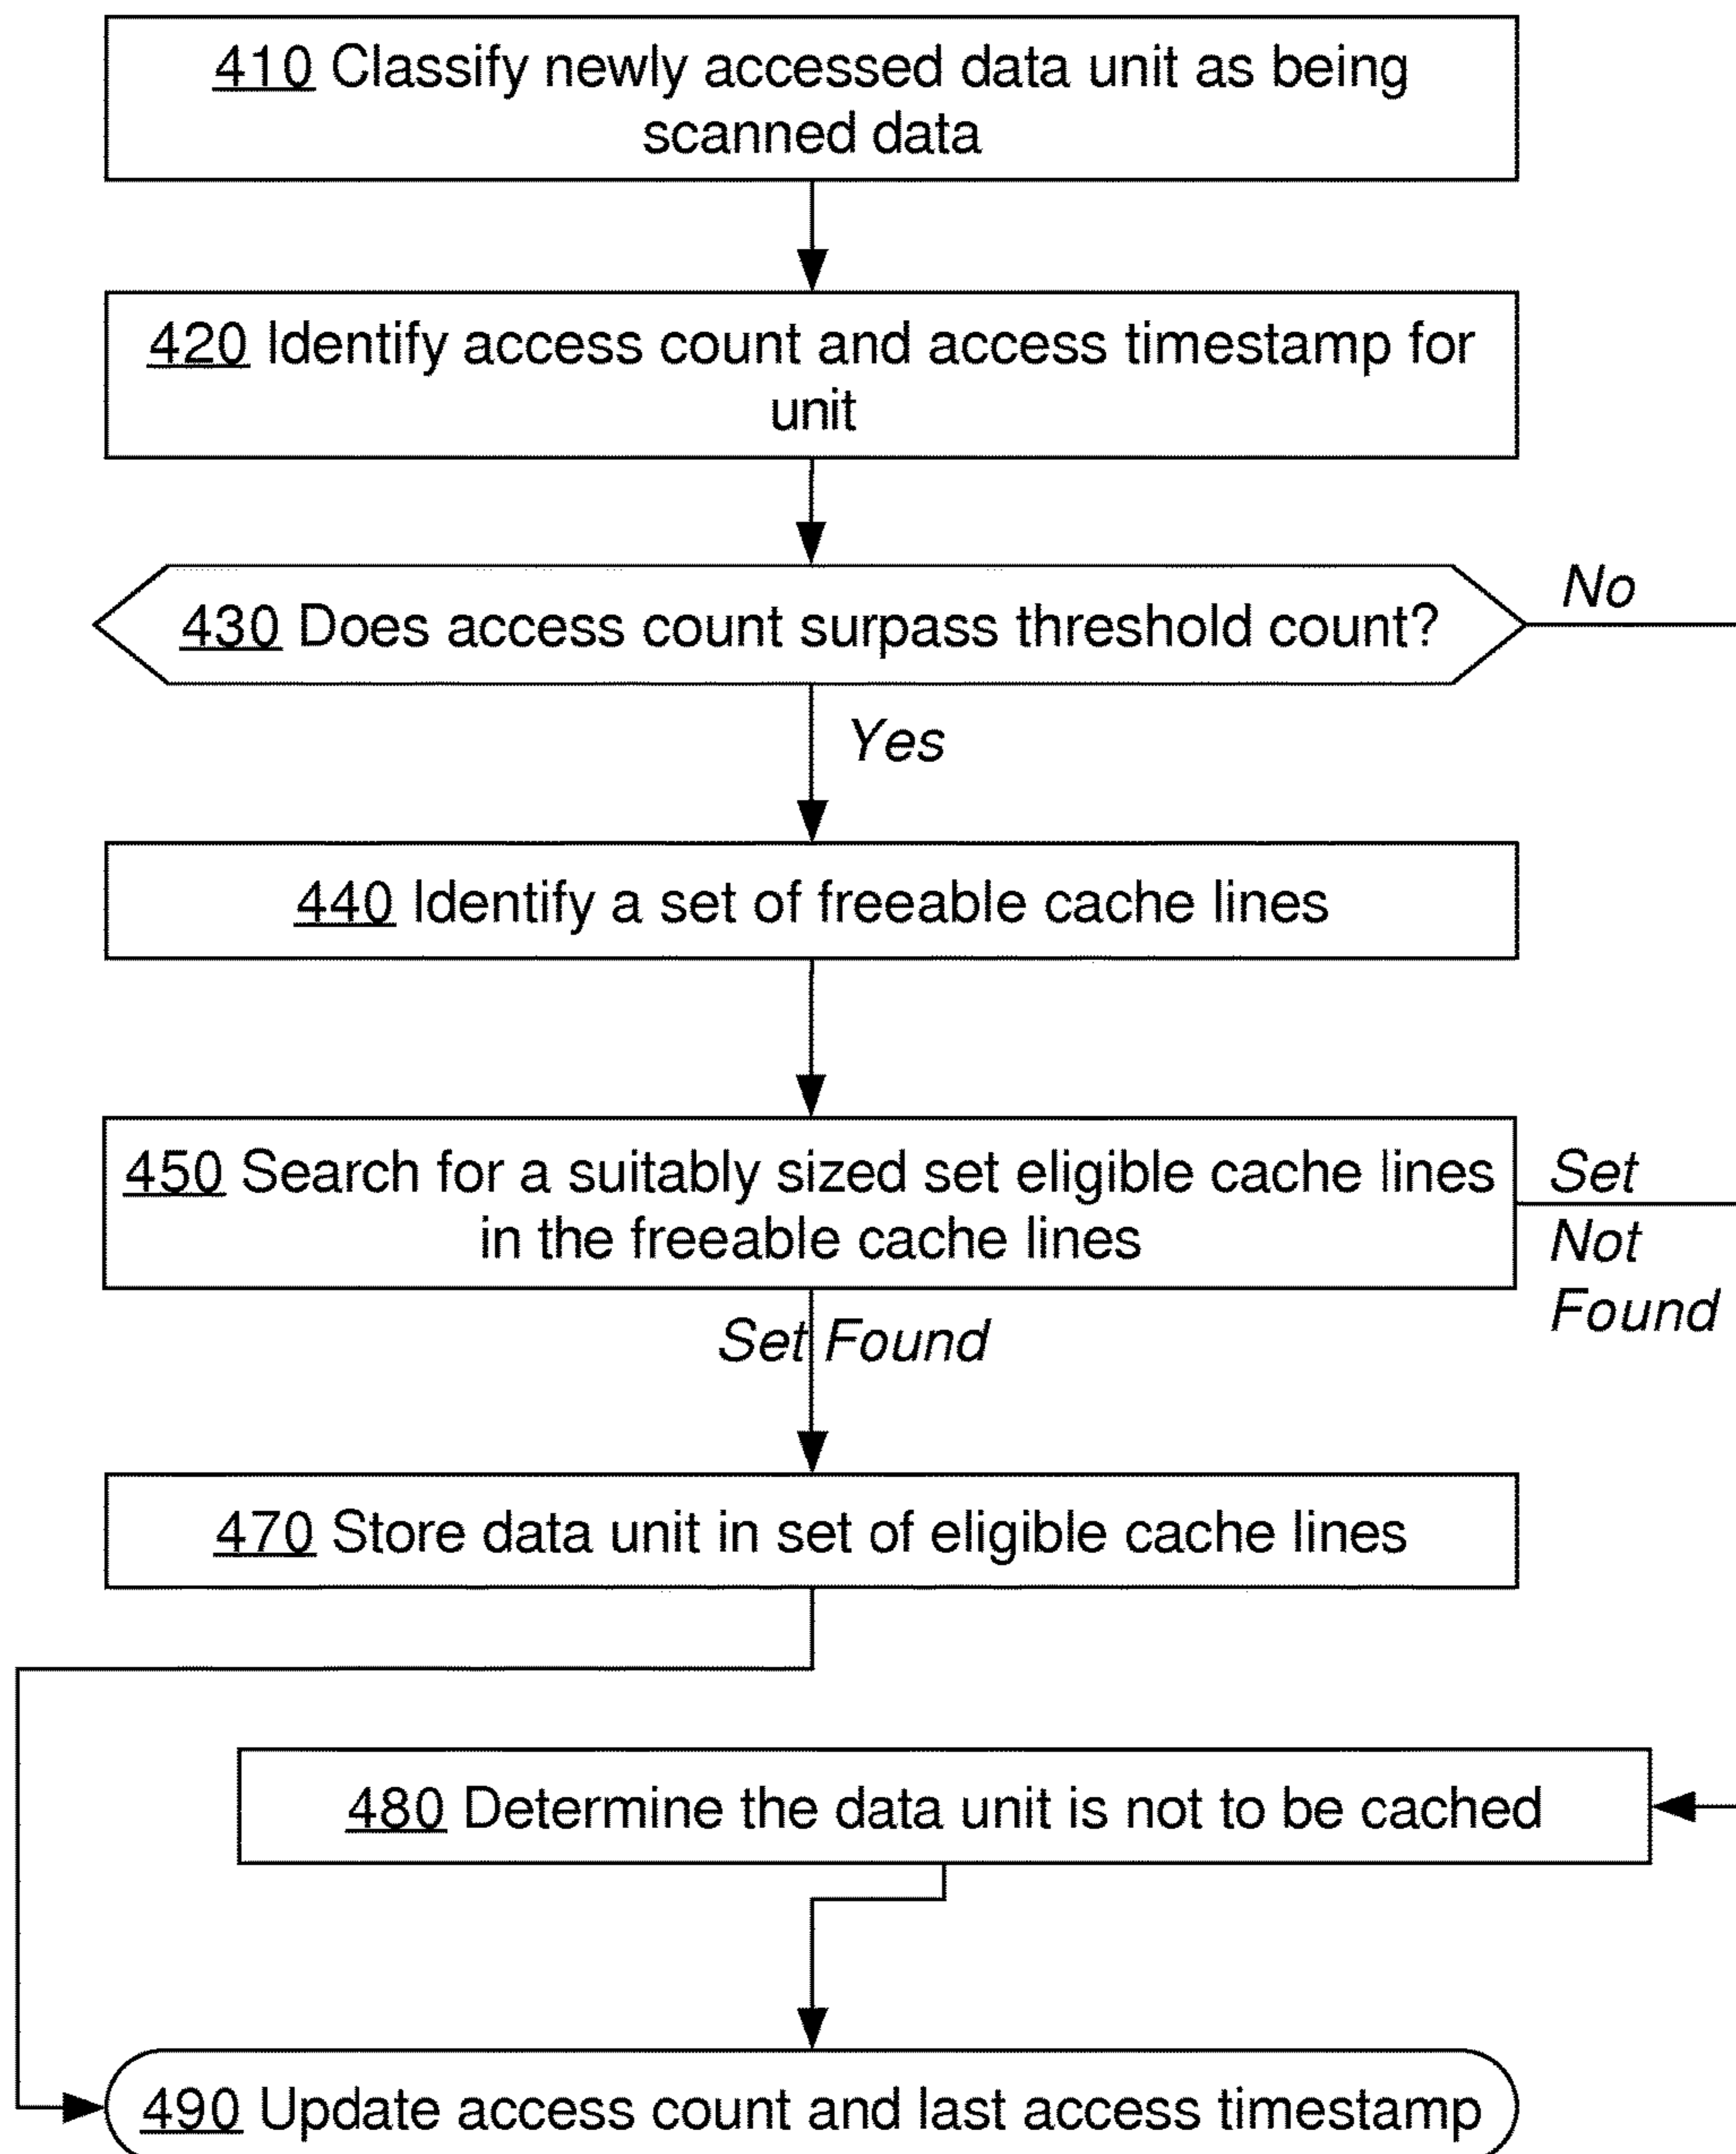 410 Classify newly accessed data unit as being
scanned data
420 Identify access count and access timestamp for
unit
430 Does access count surpass threshold count?
No
Yes
440 Identify a set of freeable cache lines
450 Search for a suitably sized set eligible cache lines
in the freeable cache lines
Set
Not
Found
Set Found
470 Store data unit in set of eligible cache lines
480 Determine the data unit is not to be cached
490 Update access count and last access timestamp